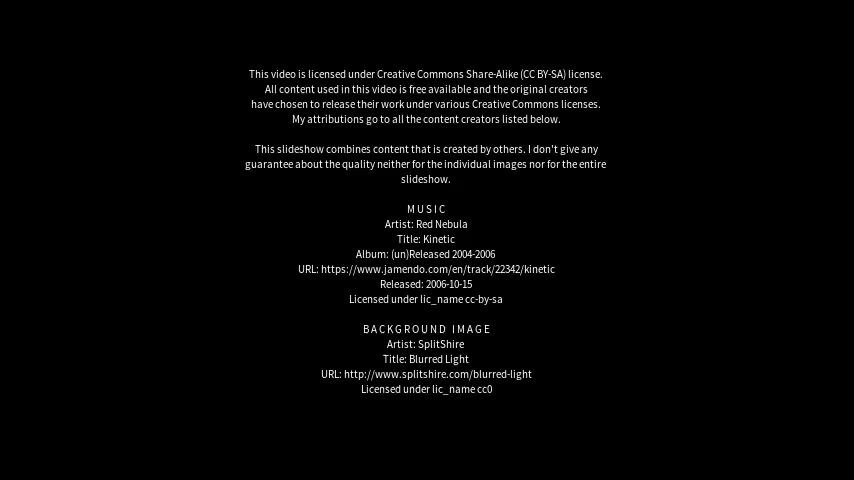 This video is licensed under Creative Commons Share-Alike (CC BY-SA) license.
All content used in this video is free available and the original creators
have chosen to release their work under various Creative Commons licenses.
My attributions go to all the content creators listed below.
This slideshow combines content that is created by others. I don't give any
guarantee about the quality neither for the individual images nor for the entire
slideshow.
MUSIC
Artist: Red Nebula
Title: Kinetic
Album: (un)Released 2004-2006
URL: https://www.jamendo.com/en/track/22342/kinetic
Released: 2006-10-15
Licensed under lic_name cc-by-sa
BACKGROUND IMAGE
Artist: SplitShire
Title: Blurred Light
URL: http://www.splitshire.com/blurred-light
Licensed under lic_name cc0